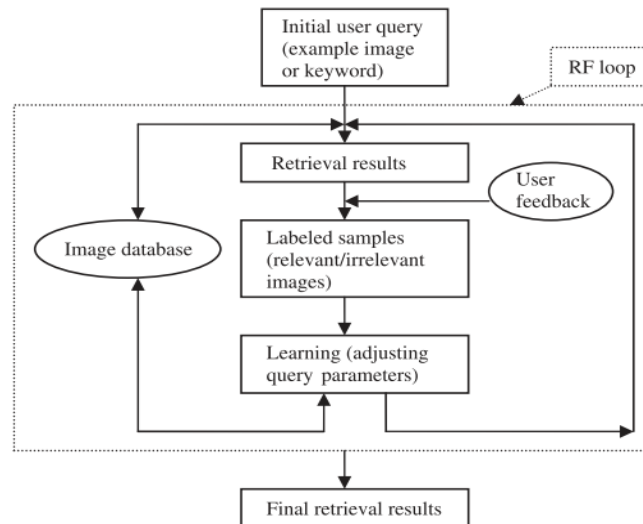 Initial user query
(example image
or keyword)
RF loop
Retrieval results
User
feedback
Image database
Labeled samples
(relevant/irrelevant
images)
Learning (adjusting
query parameters)
Final retrieval results